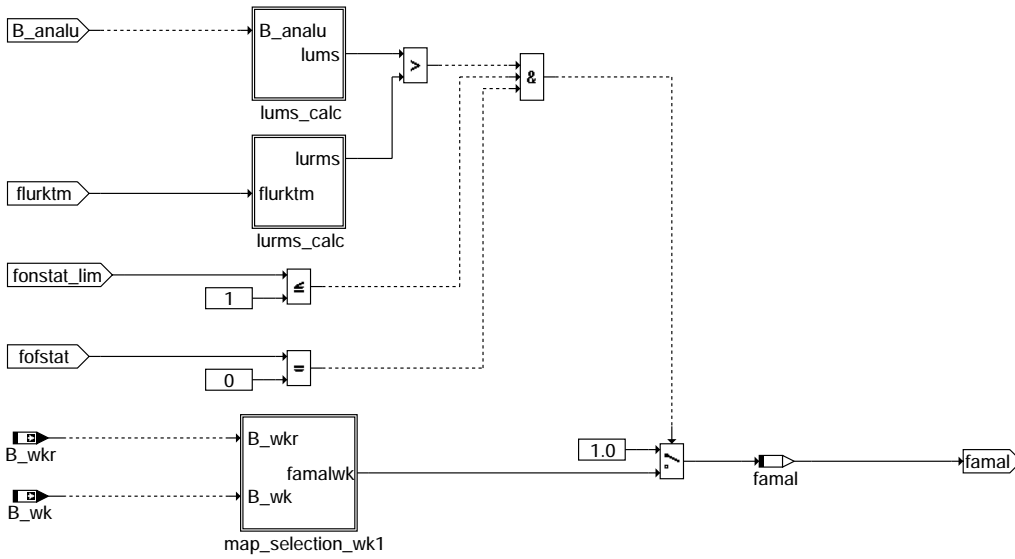 B_analu
B_analu
lums
>
&
lums_calc
lurms
flurktm
flurktm
lurms_calc
fonstat_lim
≤
1
fofstat
=
0
B_wkr
B_wkr
famalwk
B_wk
B_wk
map_selection_wk1
1.0
famal
famal